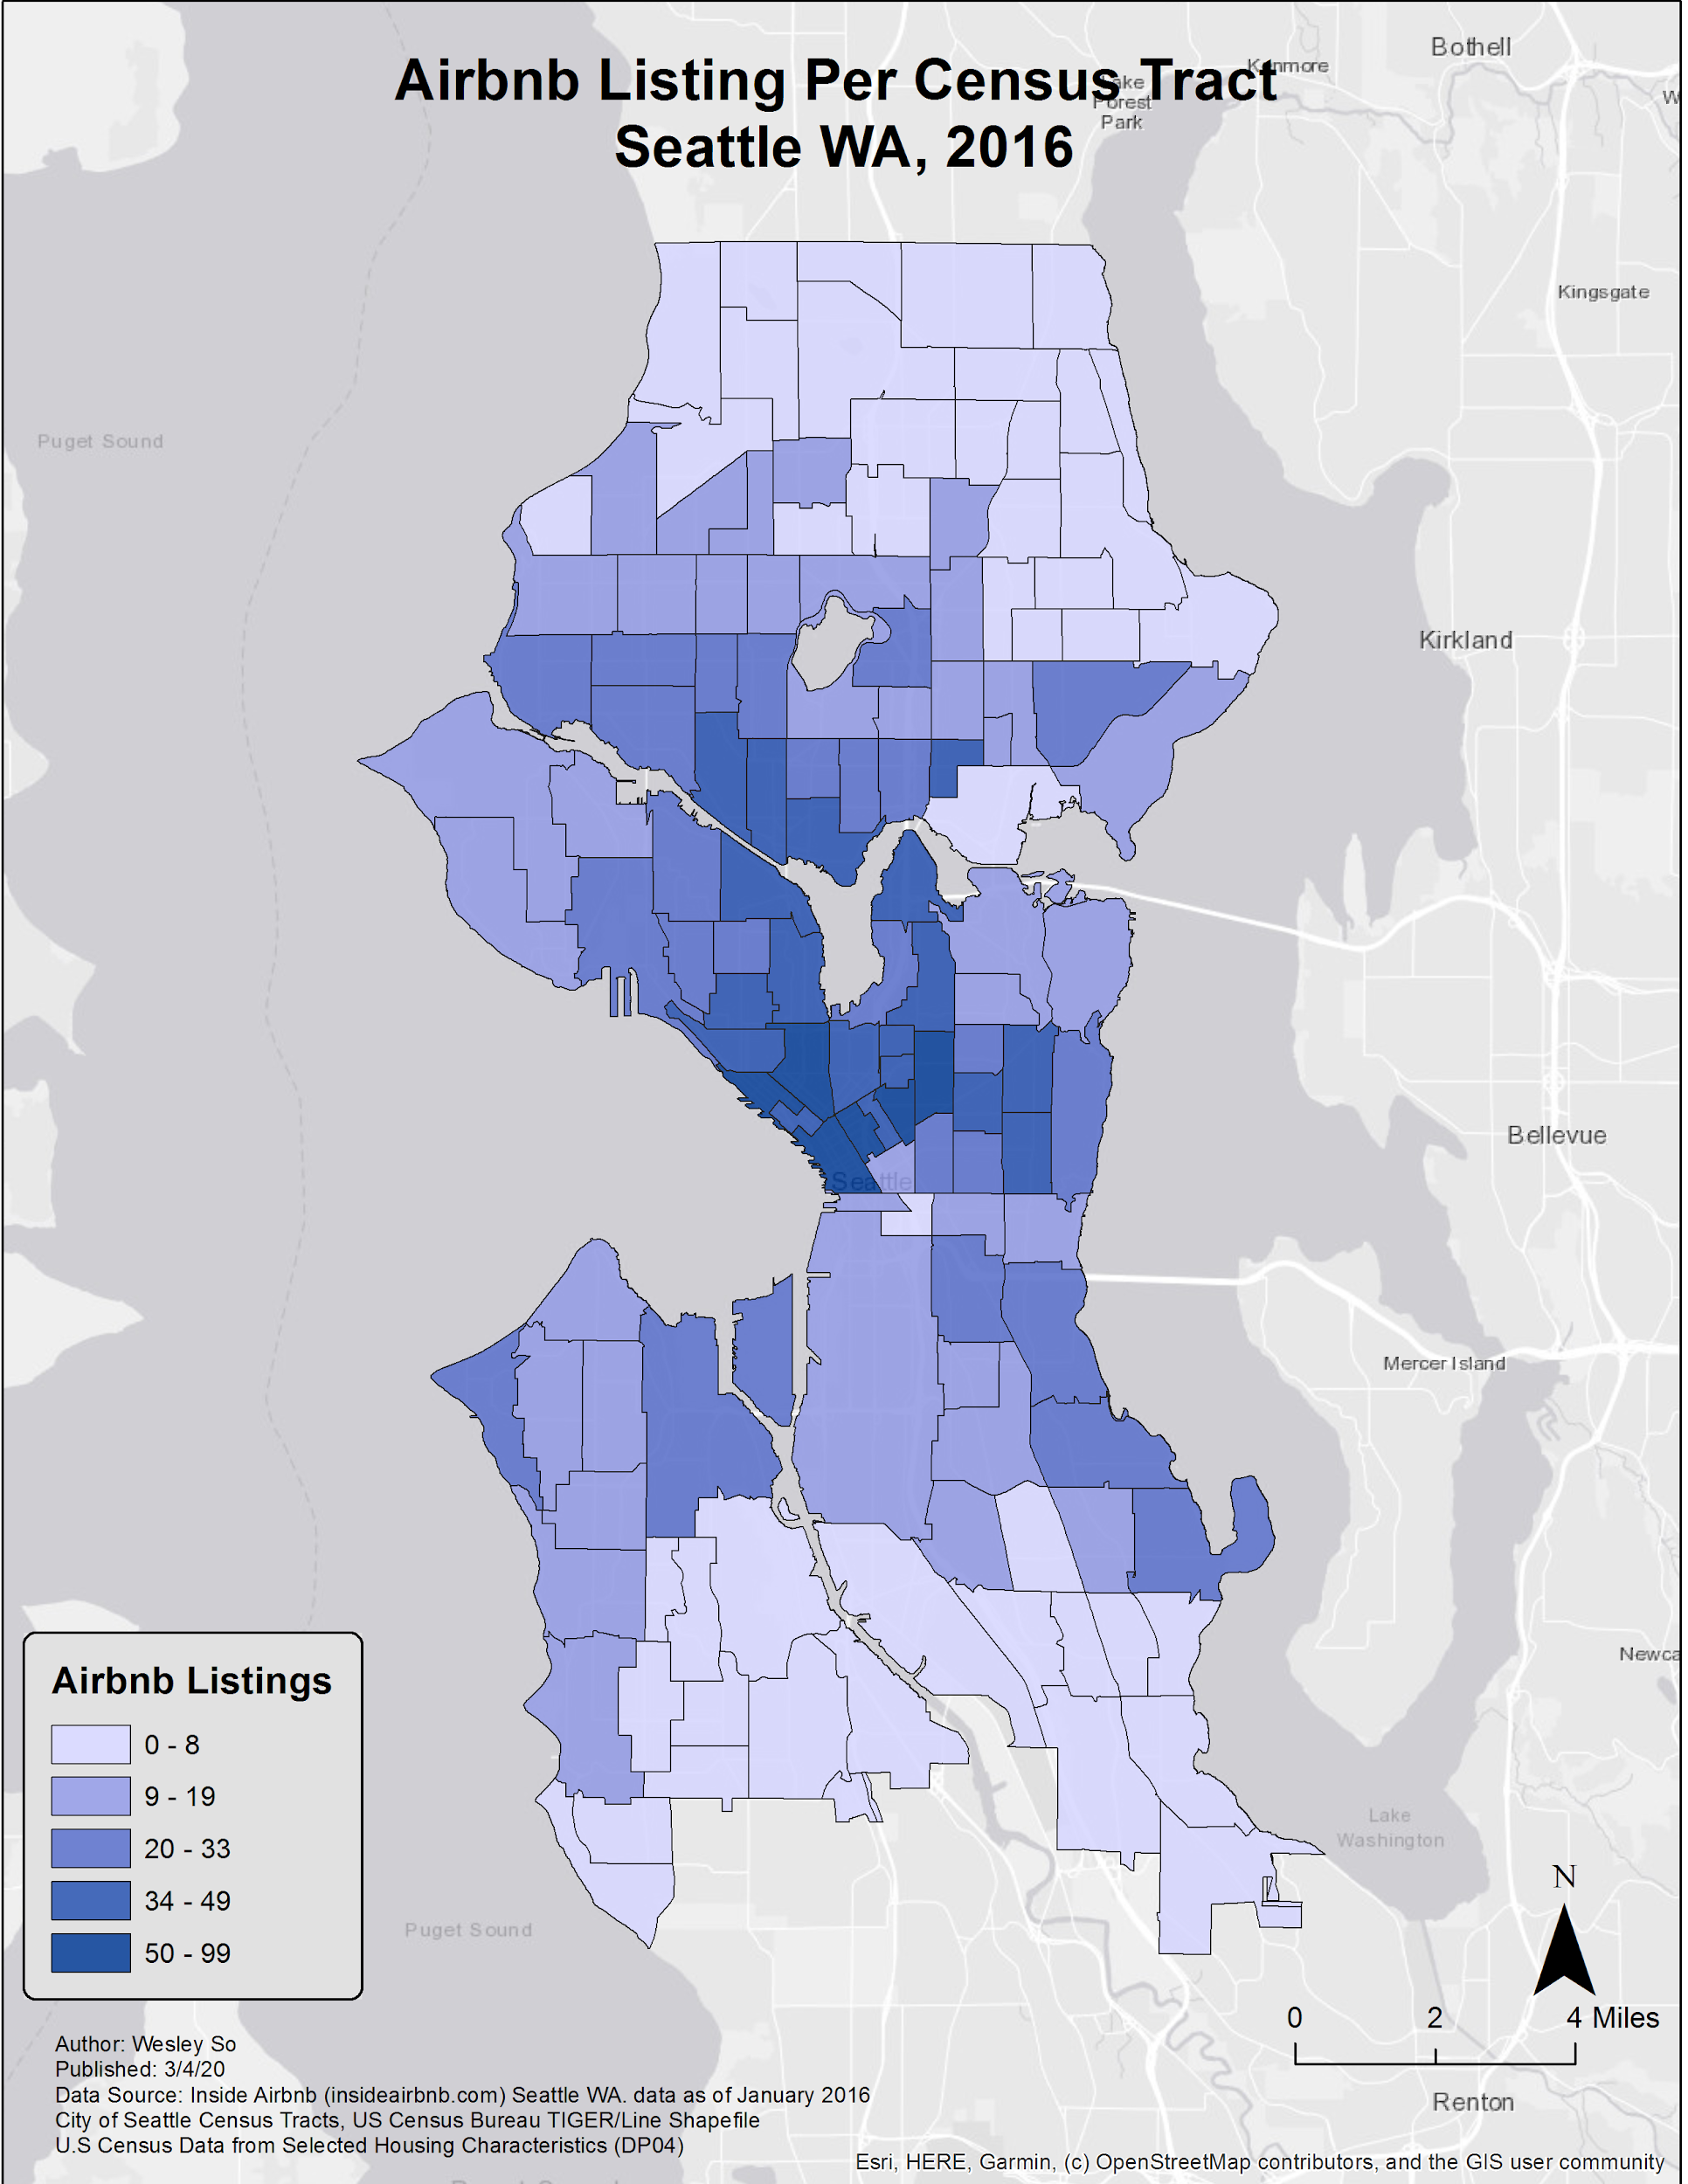 Airbnb Listing Per Census Tract
Seattle WA, 2016
Bothell
Kenmore
Lake
Forest
Park
W
Kingsgate
Puget Sound
Kirkland
Seattle
Bellevue
Mercer Island
Newca
Airbnb Listings
0 - 8
9 - 19
20 - 33
34 - 49
50 - 99
Lake
Washington
Puget Sound
N
0 2 4 Miles
Author: Wesley So
Published: 3/4/20
Data Source: Inside Airbnb (insideairbnb.com) Seattle WA. data as of January 2016
City of Seattle Census Tracts, US Census Bureau TIGER/Line Shapefile
U.S Census Data from Selected Housing Characteristics (DP04)
Renton
Esri, HERE, Garmin, (c) OpenStreetMap contributors, and the GIS user community